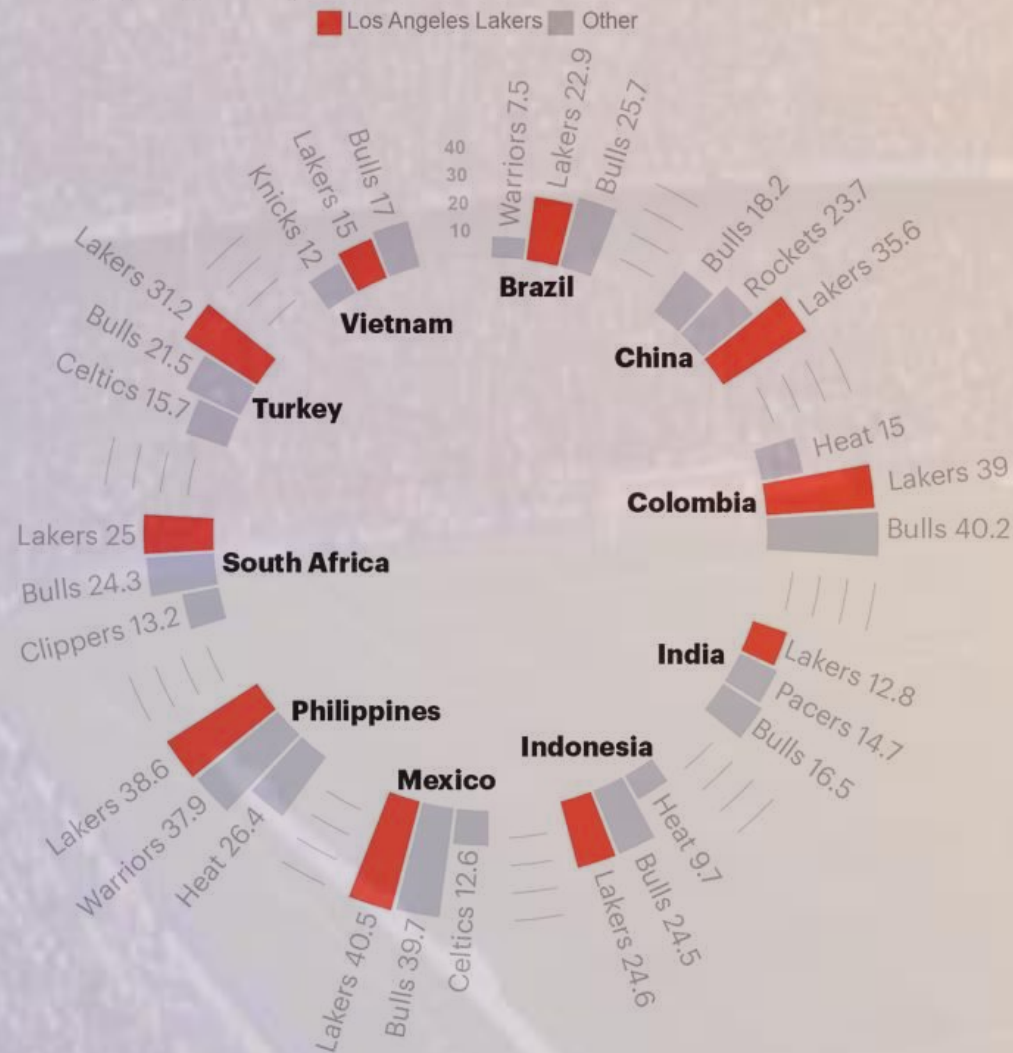 Los Angeles Lakers Other
40
30
20
10
Warriors 7.5
Lakers 22.9
Bulls 25.7
Brazil
Bulls 18.2
Rockets 23.7
Lakers 35.6
China
Heat 15
Lakers 39
Bulls 40.2
Colombia
Lakers 12.8
Pacers 14.7
Bulls 16.5
India
Heat 9.7
Bulls 24.5
Lakers 24.6
Indonesia
Celtics 12.6
Bulls 39.7
Lakers 40.5
Mexico
Heat 26.4
Warriors 37.9
Lakers 38.6
Philippines
Clippers 13.2
Bulls 24.3
Lakers 25
South Africa
Celtics 15.7
Bulls 21.5
Lakers 31.2
Turkey
Knicks 12
Lakers 15
Bulls 17
Vietnam